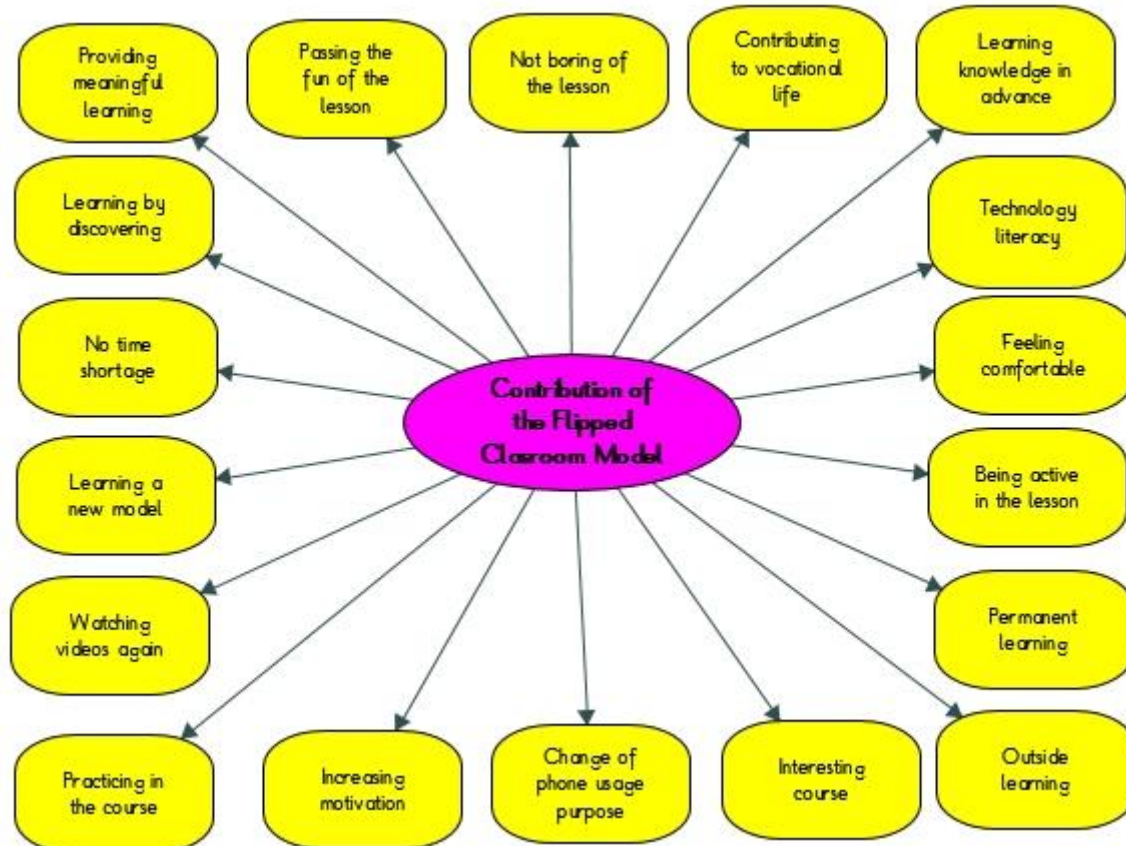 Providing
meaningful
learning
Passing the
fun of the
lesson
Not boring of
the lesson
Contributing
to vocational
life
Learning
knowledge in
advance
Learning by
discovering
Technology
literacy
No time
shortage
Feeling
comfortable
Contribution of
the Flipped
Clasroom Model
Learning a
new model
Being active
in the lesson
Watching
videos again
Permanent
learning
Practicing in
the course
Increasing
motivation
Change of
phone usage
purpose
Interesting
course
Outside
learning